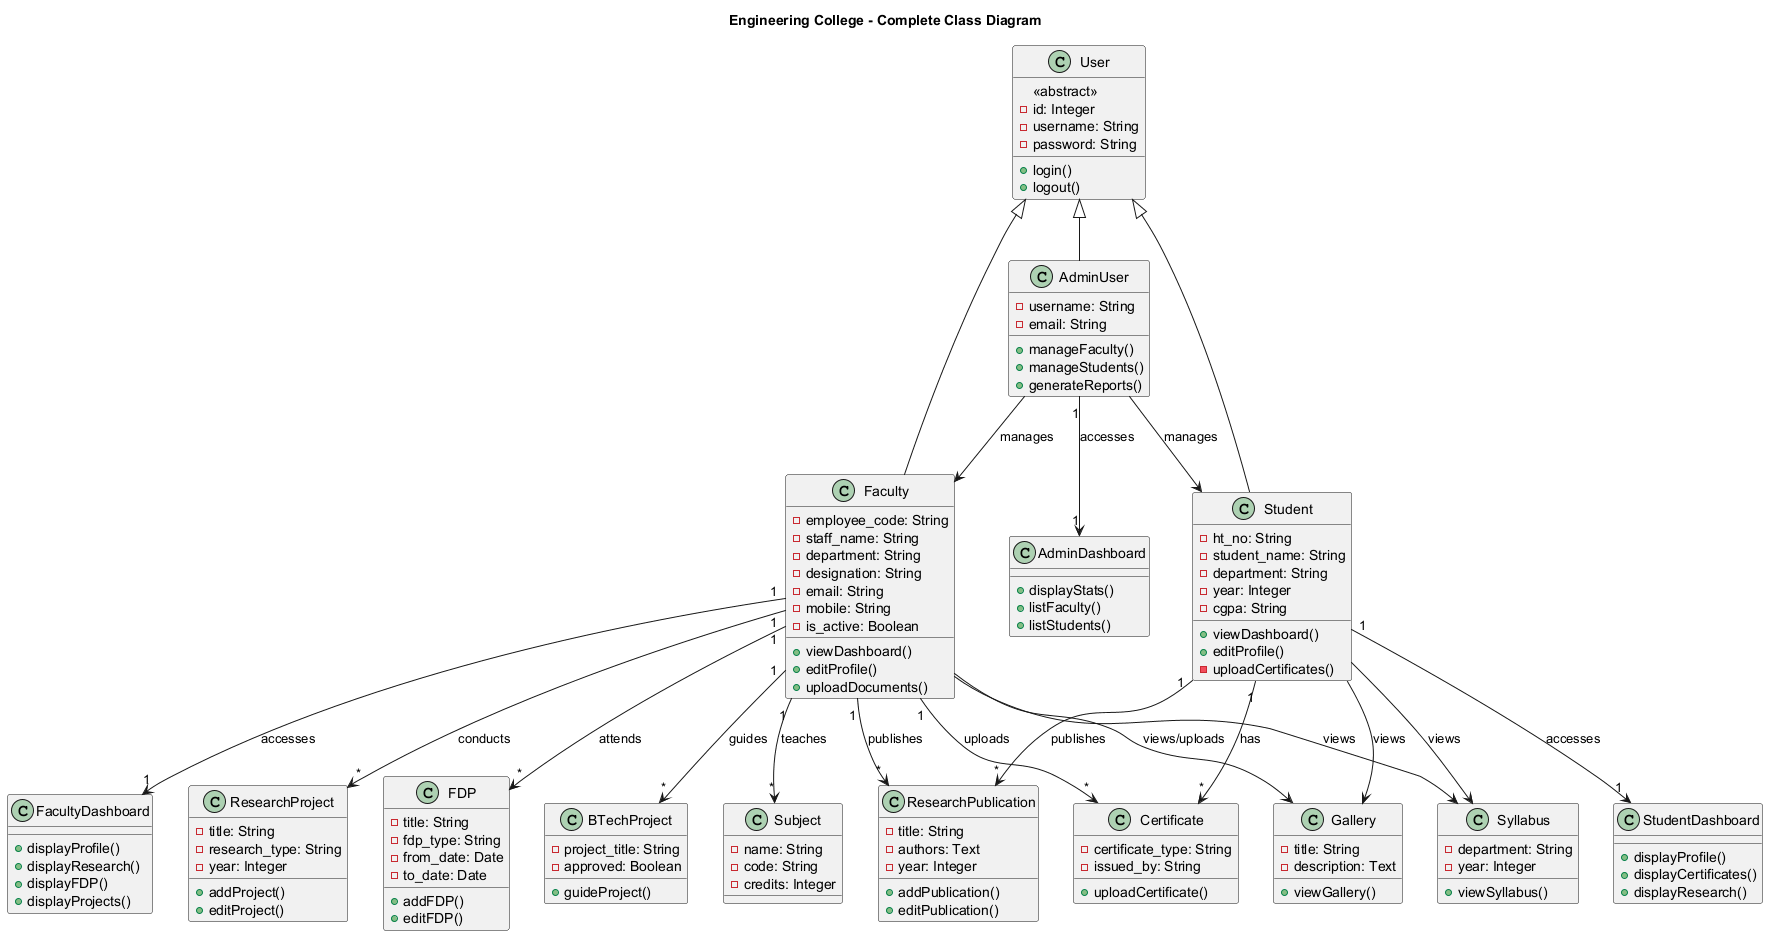 Engineering College - Complete Class Diagram
C User
«abstract»
id: Integer
username: String
password: String
login()
logout()
C AdminUser
username: String
email: String
manageFaculty()
manageStudents()
generateReports()
manages
1
accesses
1
manages
C Faculty
employee_code: String
staff_name: String
department: String
designation: String
email: String
mobile: String
is_active: Boolean
viewDashboard()
editProfile()
uploadDocuments()
C AdminDashboard
displayStats()
listFaculty()
listStudents()
C Student
ht_no: String
student_name: String
department: String
year: Integer
cgpa: String
viewDashboard()
editProfile()
uploadCertificates()
1
accesses
1
1
conducts
*
1
attends
*
1
guides
*
1
teaches
*
1
publishes
*
1
uploads
*
1
publishes
*
views/uploads
1
has
*
views
views
views
1
accesses
1
C FacultyDashboard
displayProfile()
displayResearch()
displayFDP()
displayProjects()
C ResearchProject
title: String
research_type: String
year: Integer
addProject()
editProject()
C FDP
title: String
fdp_type: String
from_date: Date
to_date: Date
addFDP()
editFDP()
C BTechProject
project_title: String
approved: Boolean
guideProject()
C Subject
name: String
code: String
credits: Integer
C ResearchPublication
title: String
authors: Text
year: Integer
addPublication()
editPublication()
C Certificate
certificate_type: String
issued_by: String
uploadCertificate()
C Gallery
title: String
description: Text
viewGallery()
C Syllabus
department: String
year: Integer
viewSyllabus()
C StudentDashboard
displayProfile()
displayCertificates()
displayResearch()